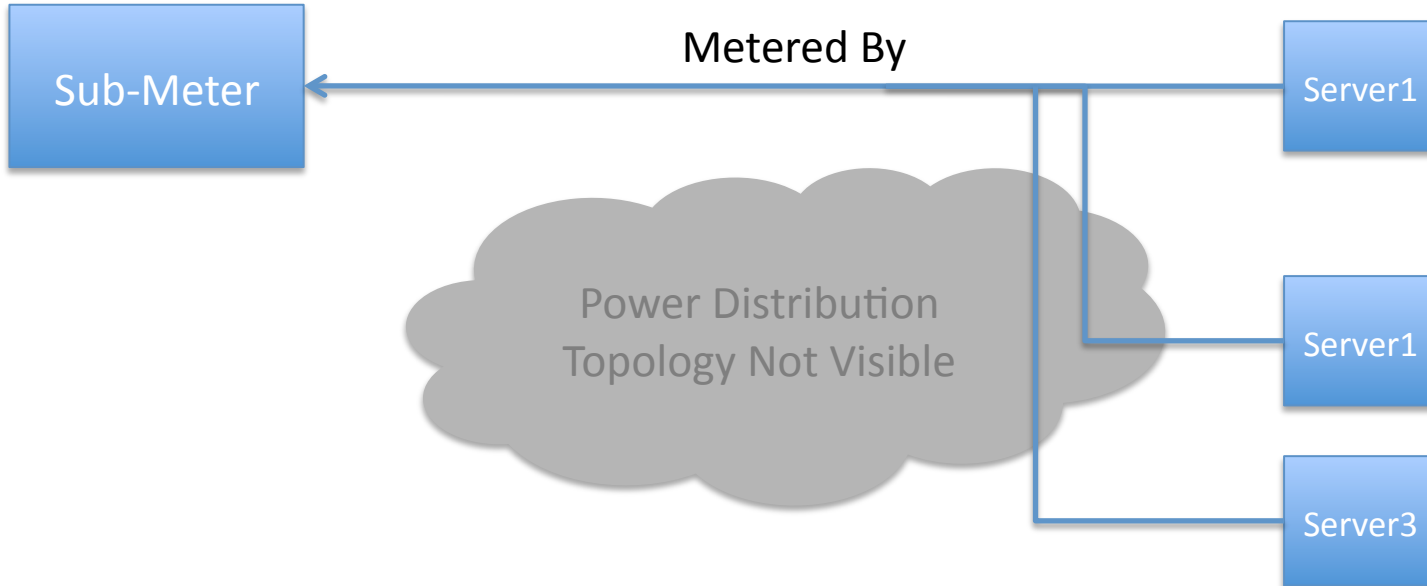 Metered By
Sub-Meter
Server1
Power Distribution
Topology Not Visible
Server1
Server3